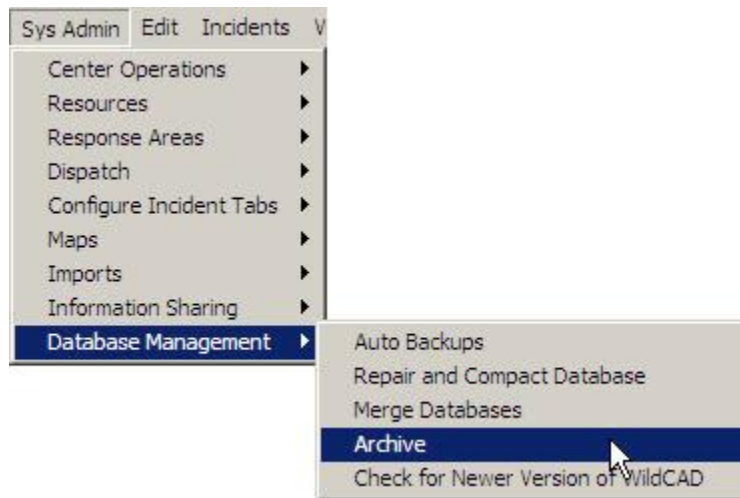 Sys Admin Edit Incidents
Center Operations
Resources
Response Areas
Dispatch
Configure Incident Tabs
Maps
Imports
Information Sharing
Database Management
Auto Backups
Repair and Compact Database
Merge Databases
Archive
Check for Newer Version of WildCAD